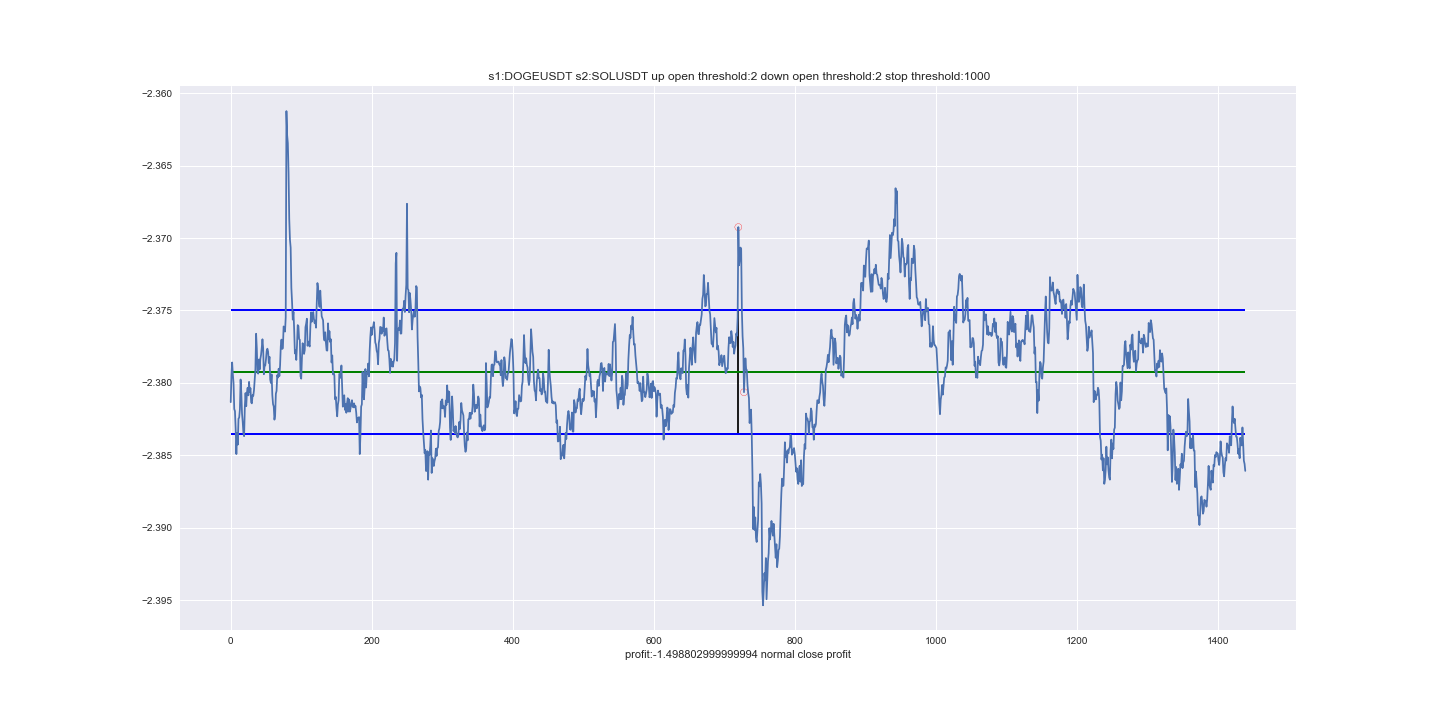 s1:DOGEUSDT s2:SOLUSDT up open threshold:2 down open threshold:2 stop threshold:1000
−2.360
−2.365
−2.370
−2.375
−2.380
−2.385
−2.390
−2.395
0 200 400 600 800 1000 1200 1400
profit:-1.498802999999994 normal close profit